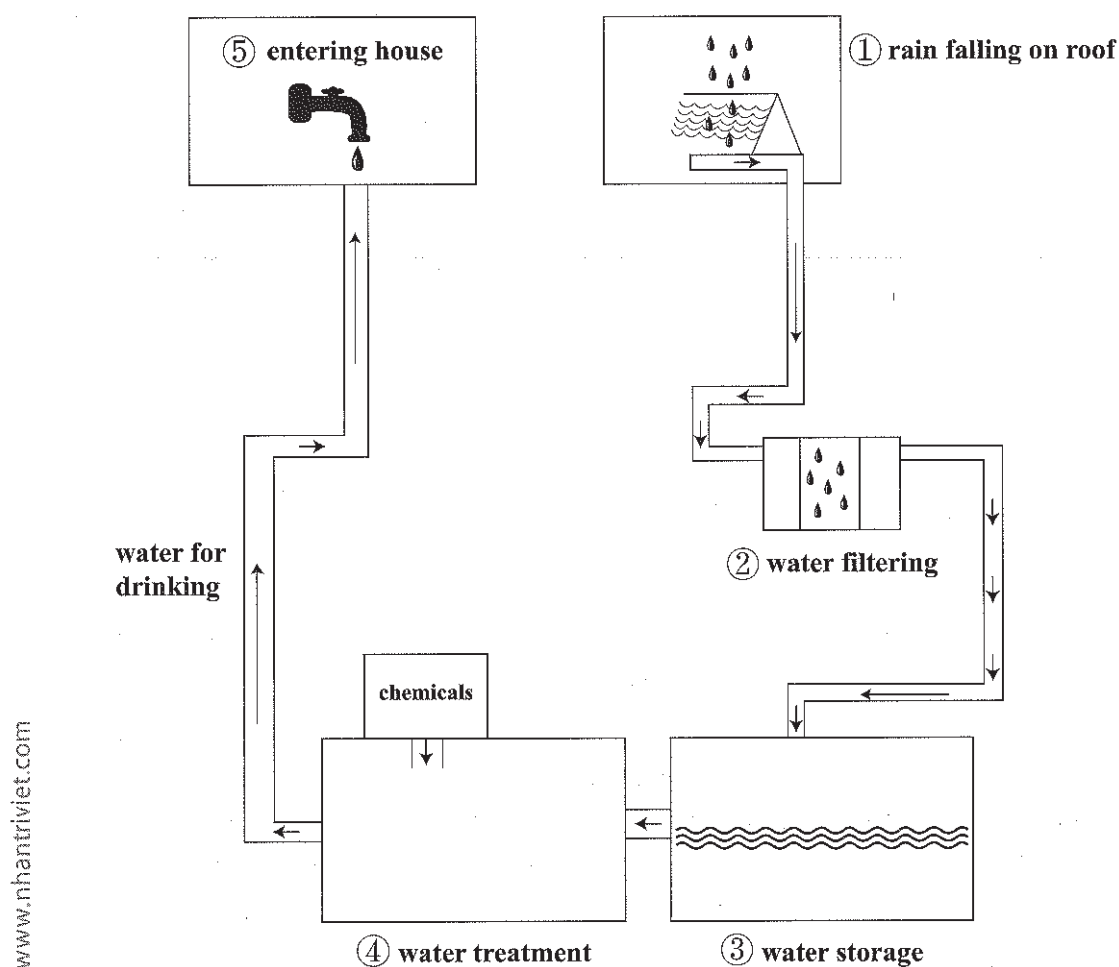 ⑤ entering house
① rain falling on roof
② water filtering
water for
drinking
chemicals
④ water treatment
③ water storage
www.nhantriviet.com